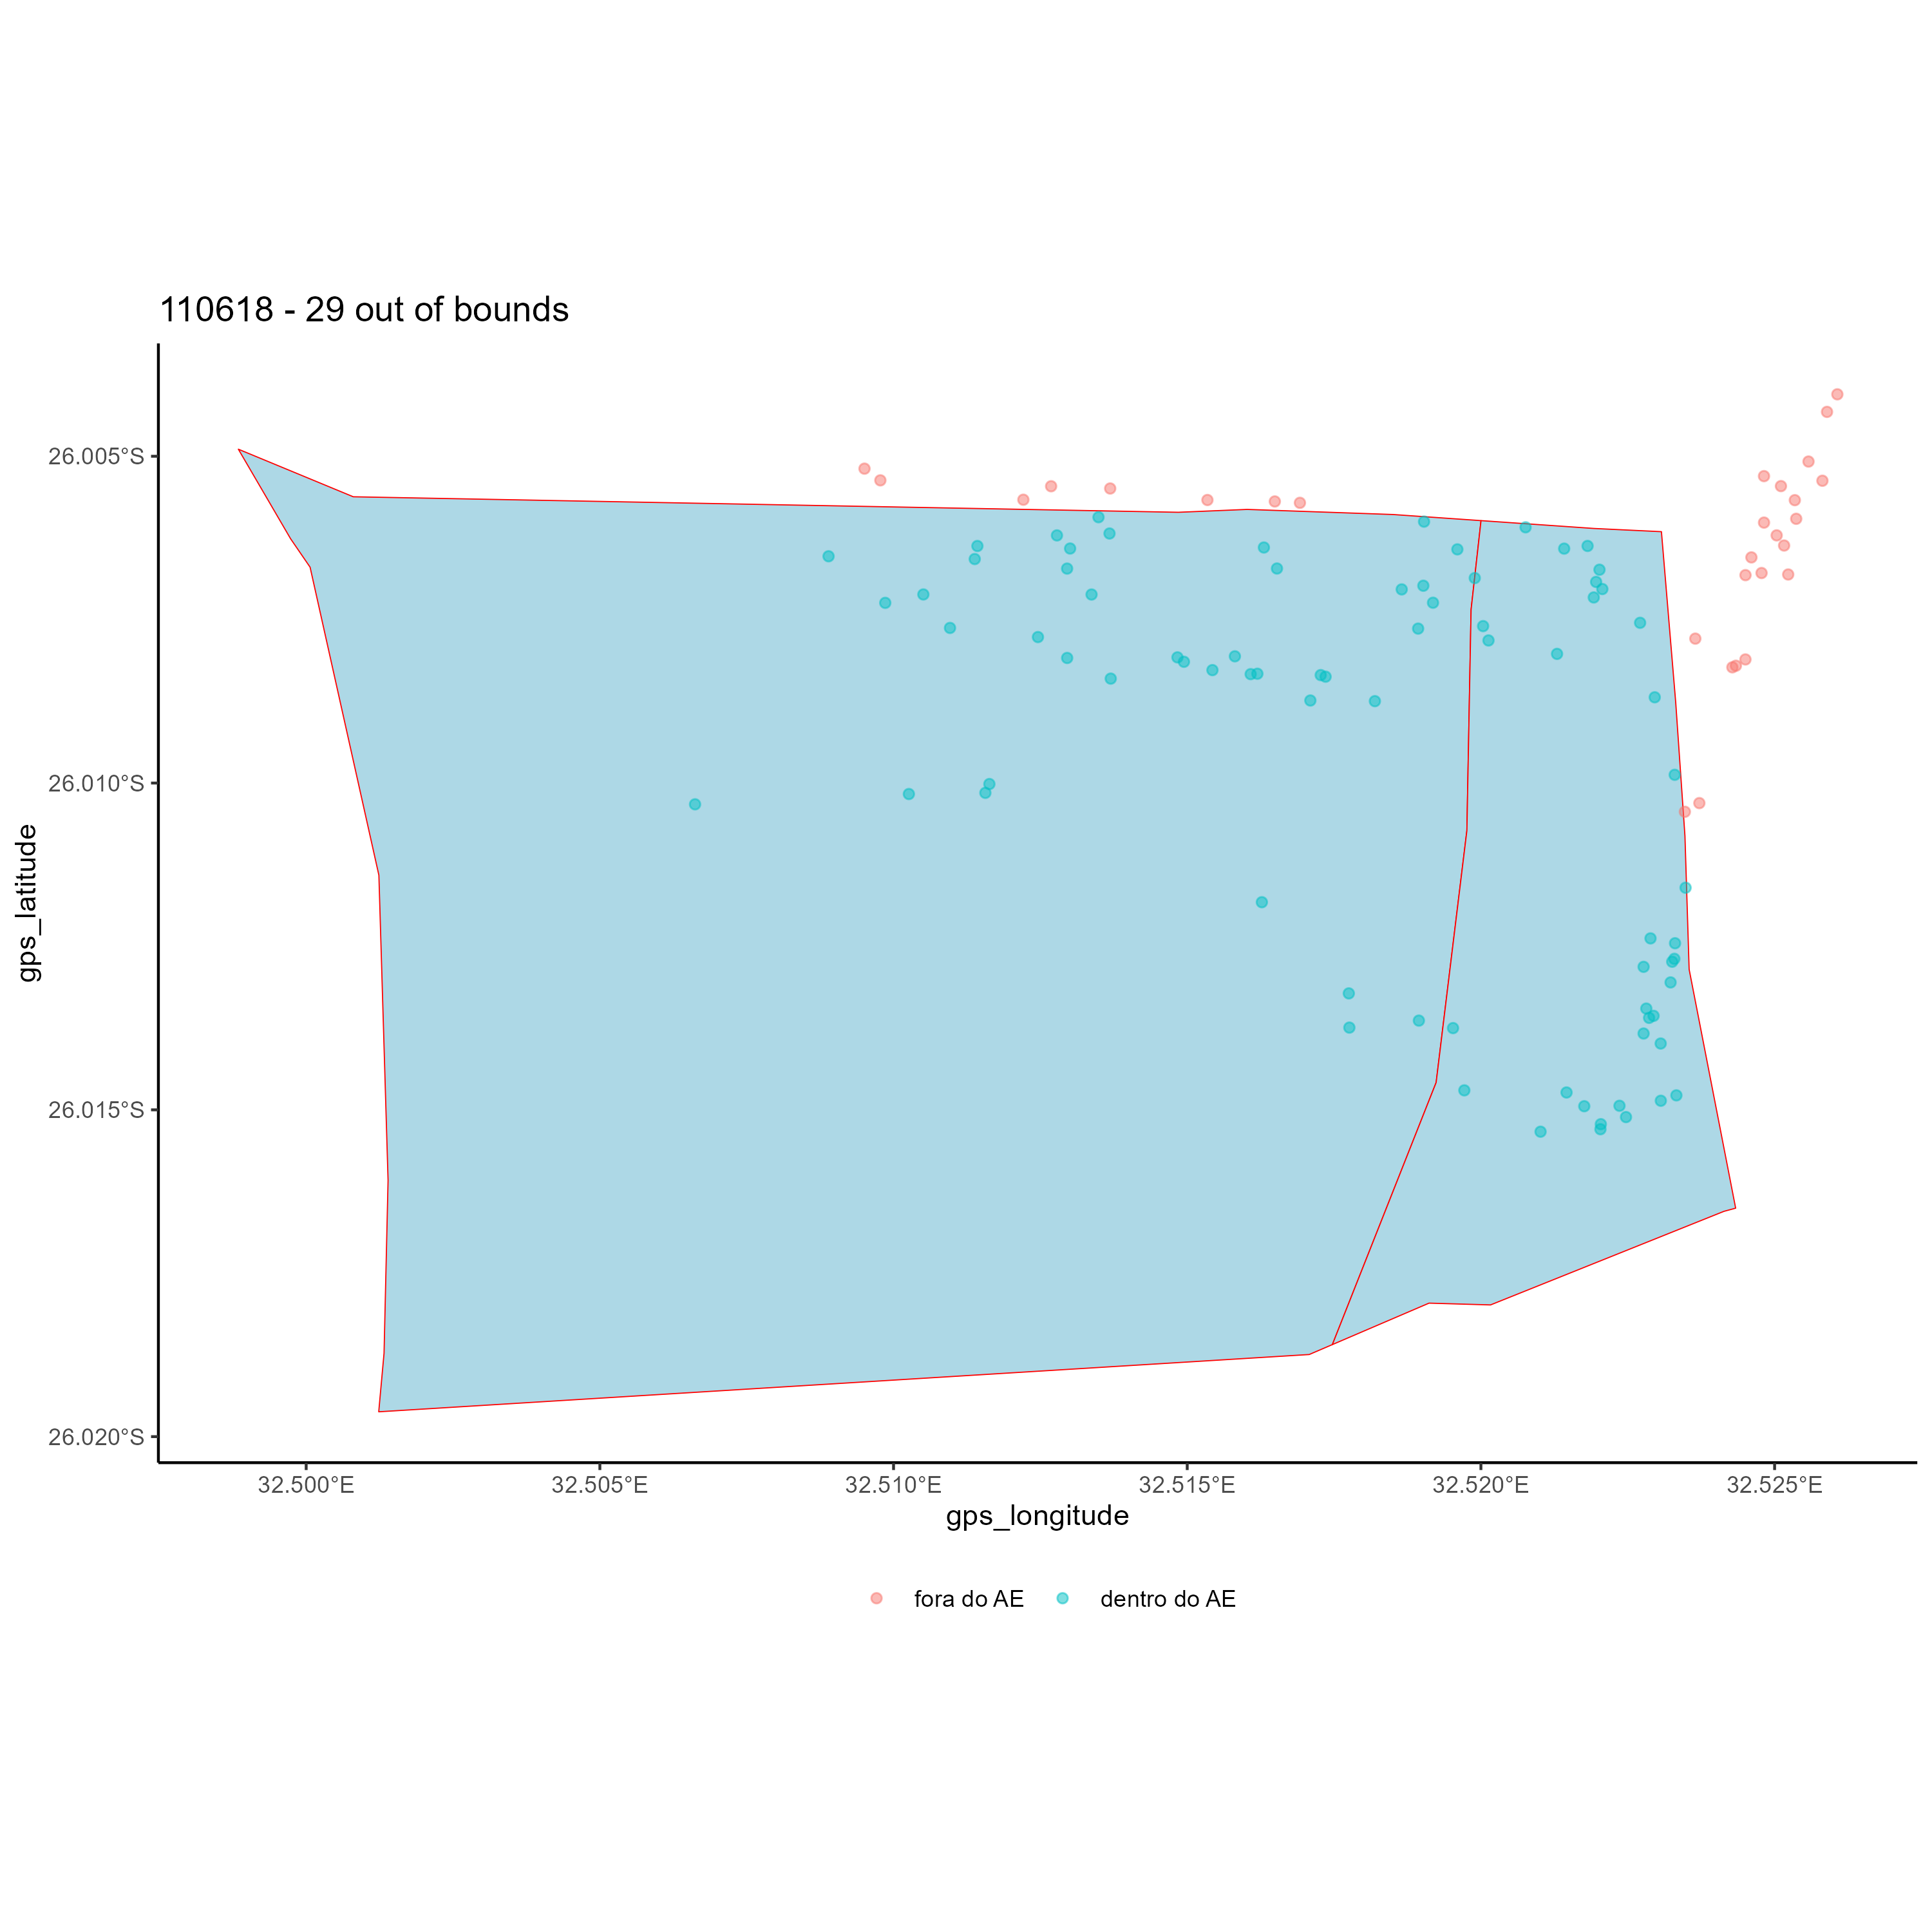 110618 - 29 out of bounds
26.005°S
26.010°S
26.015°S
26.020°S
gps_latitude
32.500°E 32.505°E 32.510°E 32.515°E 32.520°E 32.525°E
gps_longitude
fora do AE dentro do AE